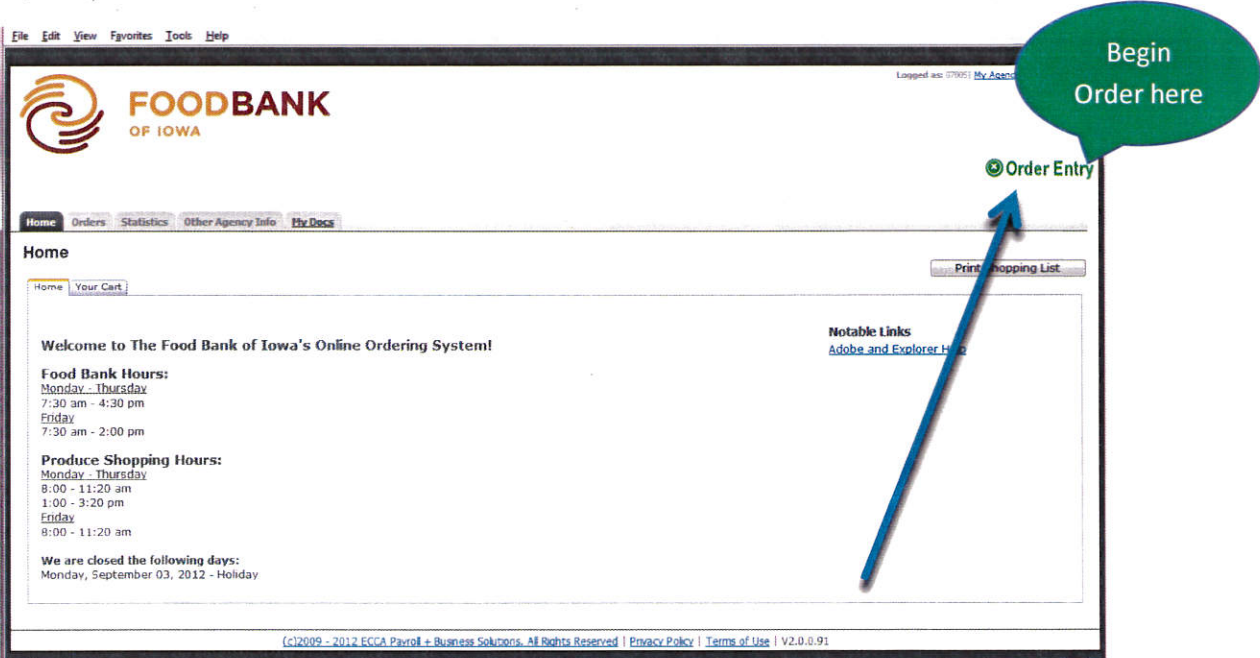 File Edit View Favorites Tools Help
Begin
Order here
Logged as: My
FOODBANK
OF IOWA
Order Entry
Home Orders Statistics Other Agency Info My Docs
Home
Print Shopping List
Home Your Cart
Notable Links
Adobe and Explorer Help
Welcome to The Food Bank of Iowa's Online Ordering System!
Food Bank Hours:
Monday - Thursday
7:30 am - 4:30 pm
Friday
7:30 am - 2:00 pm
Produce Shopping Hours:
Monday - Thursday
8:00 - 11:20 am
1:00 - 3:20 pm
Friday
8:00 - 11:20 am
We are closed the following days:
Monday, September 03, 2012 - Holiday
(c)2009 - 2012 ECCA Payroll + Business Solutions. All Rights Reserved | Privacy Policy | Terms of Use | V2.0.0.91